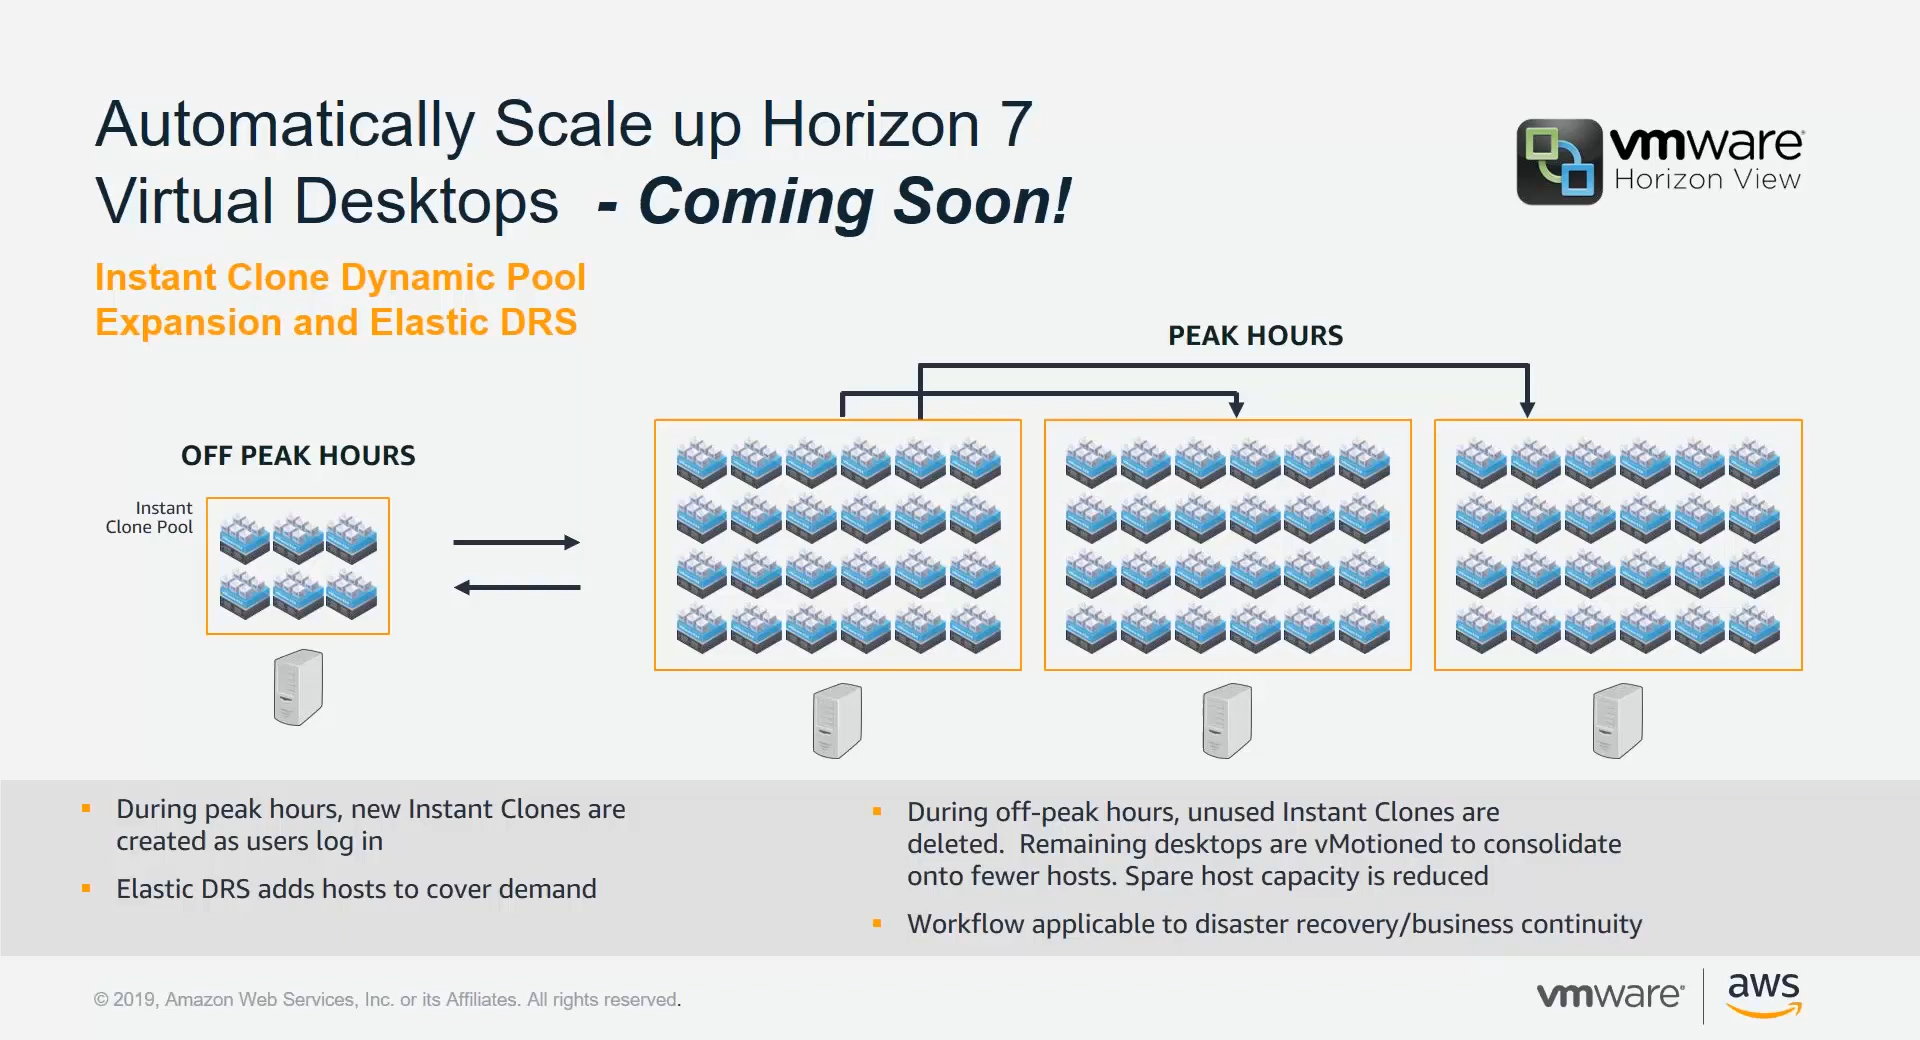 Automatically Scale up Horizon 7
Virtual Desktops - Coming Soon!
Instant Clone Dynamic Pool
Expansion and Elastic DRS
vmware®
Horizon View
PEAK HOURS
OFF PEAK HOURS
Instant
Clone Pool
▪ During peak hours, new Instant Clones are
created as users log in
▪ Elastic DRS adds hosts to cover demand
▪ During off-peak hours, unused Instant Clones are
deleted. Remaining desktops are vMotioned to consolidate
onto fewer hosts. Spare host capacity is reduced
▪ Workflow applicable to disaster recovery/business continuity
© 2019, Amazon Web Services, Inc. or its Affiliates. All rights reserved.
vmware®
aws